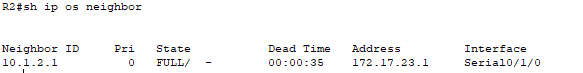 R2#sh ip os neighbor
Neighbor ID Pri State Dead Time Address Interface
10.1.2.1 0 FULL/ - 00:00:35 172.17.23.1 Serial0/1/0